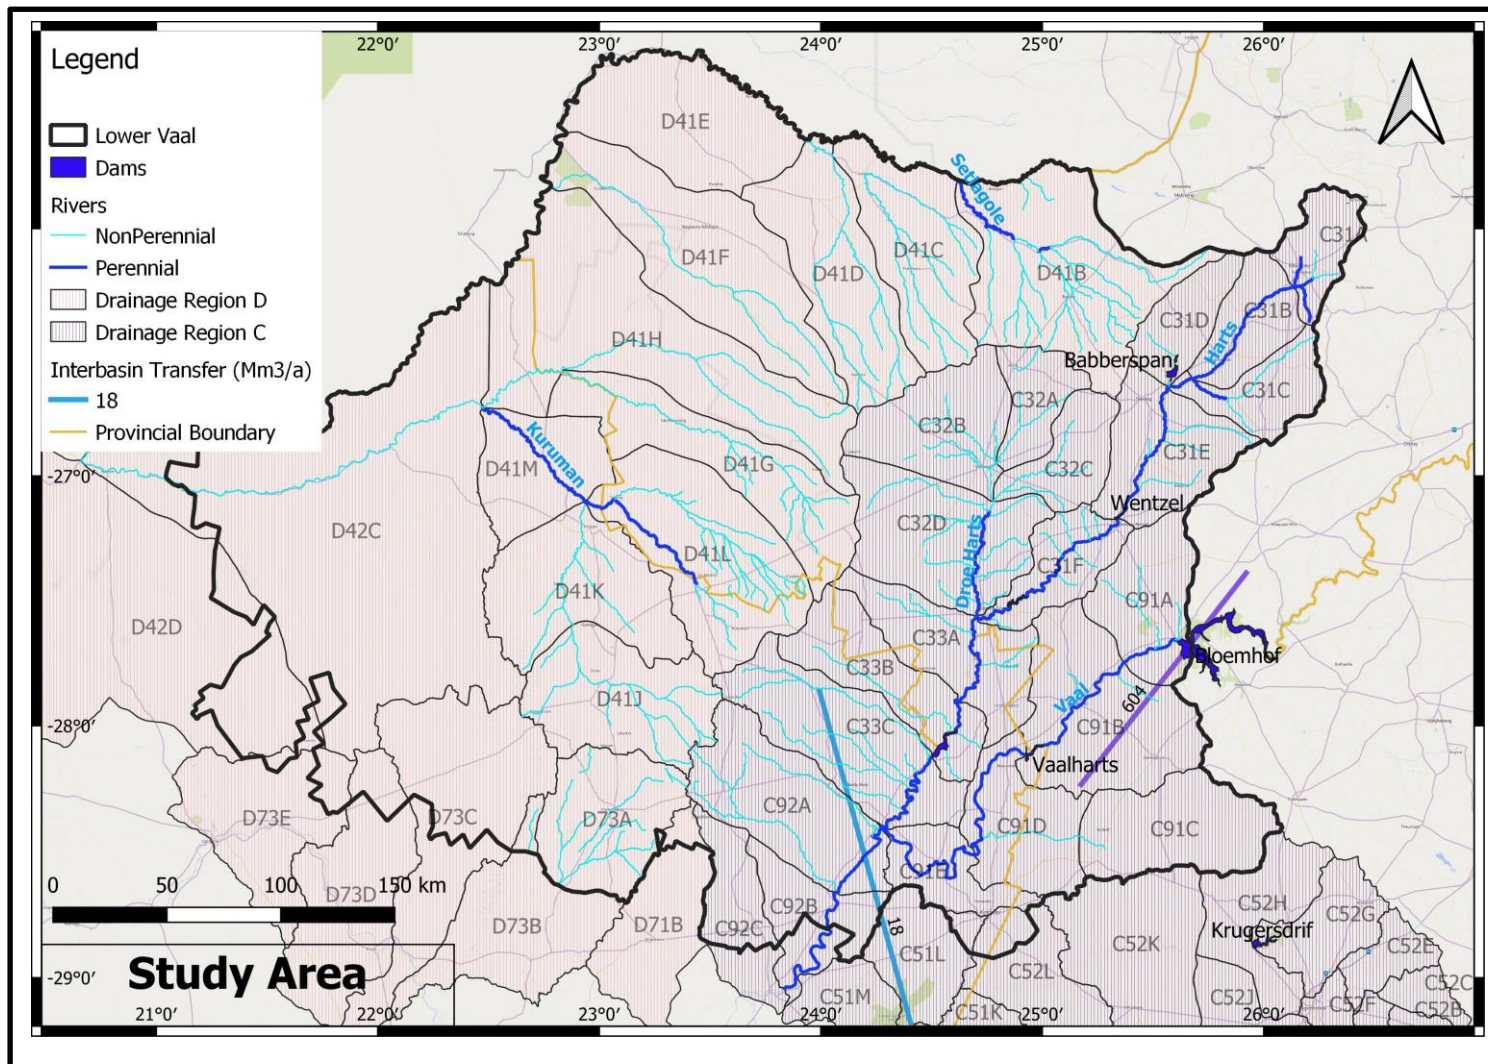 22°0′ 23°0′ 24°0′ 25°0′ 26°0′
Legend
Lower Vaal
Dams
Rivers
NonPerennial
Perennial
Drainage Region D
Drainage Region C
Interbasin Transfer (Mm3/a)
18
Provincial Boundary
D41E
Setlagole
C31A
D41F
D41D
D41C
D41B
C31D
C31B
Harts
D41H
Babberspan
C31C
C32A
C32B
Kuruman
D41M
D41G
C32C
C31E
-27°0′
Wentzel
D42C
C32D
D41L
Droe Harts
C31F
D41K
C91A
D42D
C33A
Bloemhof
C33B
D41J
Vaal
604
-28°0′
C33C
C91B
Vaalharts
D73E
D73C
D73A
C92A
C91D
C91C
C91E
0 50 100 150 km
D73D
D73B
D71B
C92B
C92C
18
C51L
C52K
C52H
C52G
Krugersdrif
C52E
-29°0′
Study Area
C51M
C52L
C51K
C52J
C52F
C52C
C52B
21°0′ 22°0′ 23°0′ 24°0′ 25°0′ 26°0′